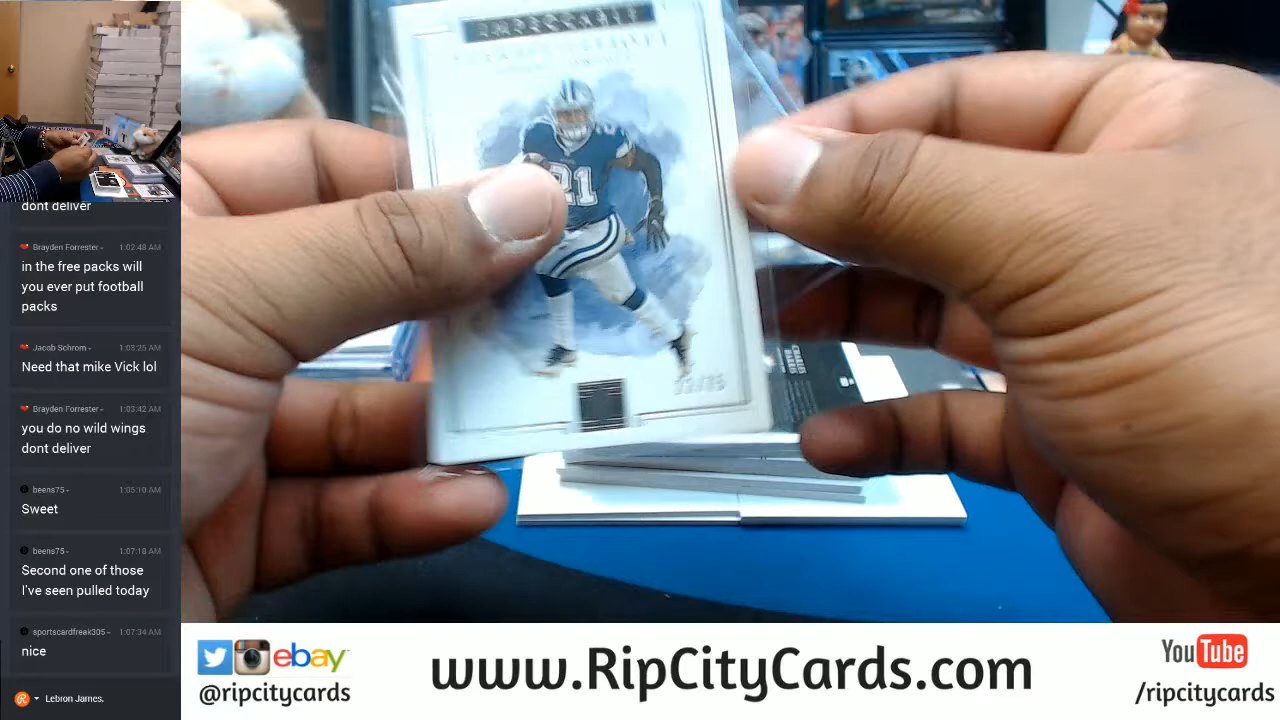 dont deliver
Brayden Forrester 1:02:48 AM
in the free packs will
you ever put football
packs
Jacob Schrom 1:03:25 AM
Need that mike Vick lol
Brayden Forrester 1:03:42 AM
you do no wild wings
dont deliver
beens75 1:05:10 AM
Sweet
beens75 1:07:18 AM
Second one of those
I've seen pulled today
sportscardfreak305 1:07:34 AM
nice
Lebron James.
IMPECCABLE
21
ebay
@ripcitycards
www.RipCityCards.com
YouTube
/ripcitycards